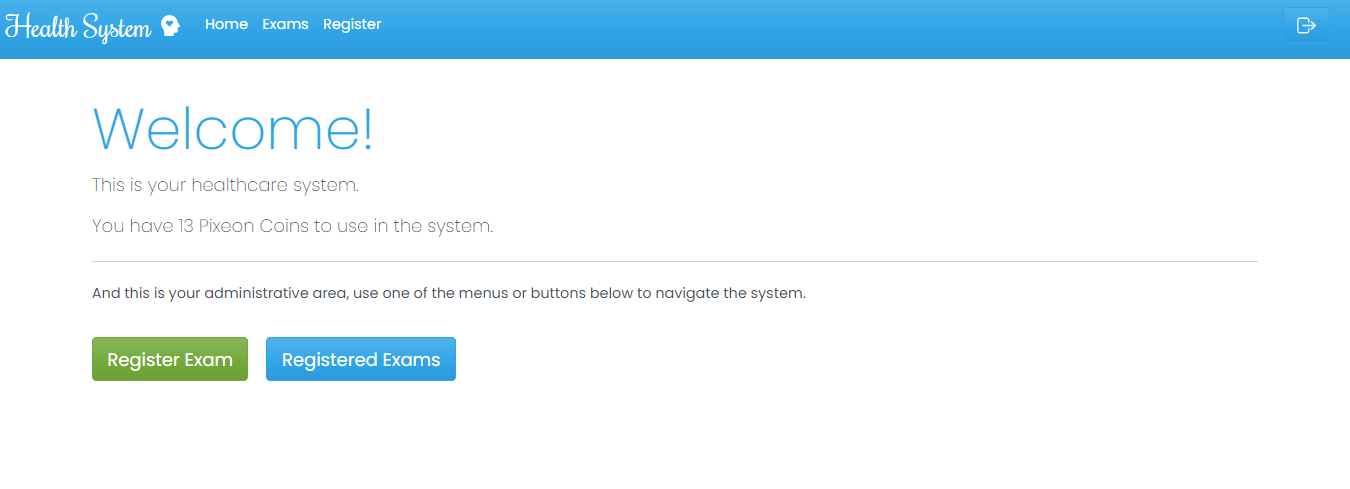 Health System
Home Exams Register
Welcome!
This is your healthcare system.
You have 13 Pixeon Coins to use in the system.
And this is your administrative area, use one of the menus or buttons below to navigate the system.
Register Exam Registered Exams